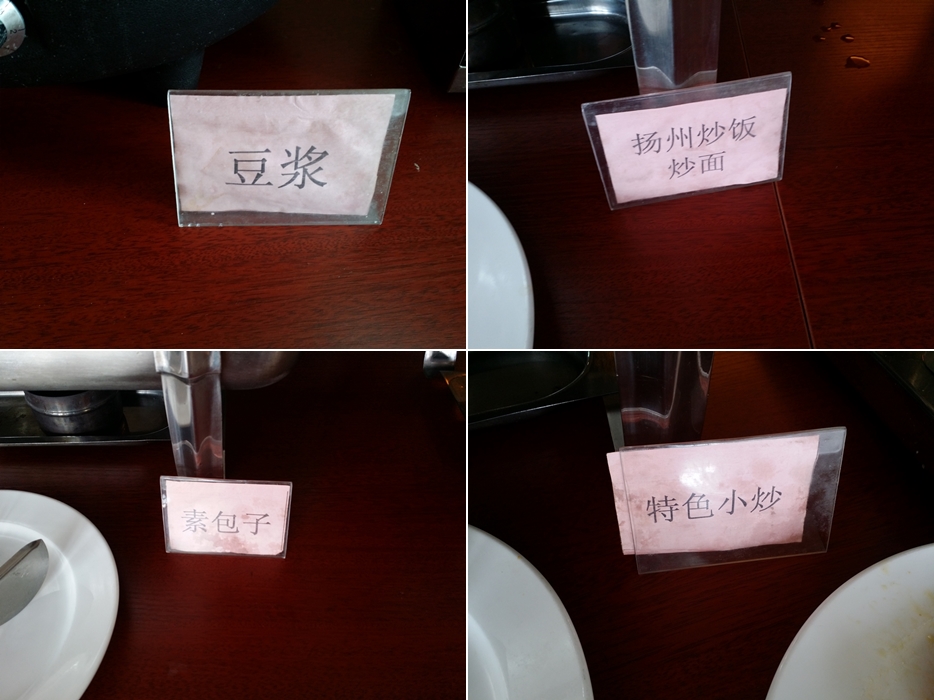 豆浆
扬州炒饭
炒面
素包子
特色小炒